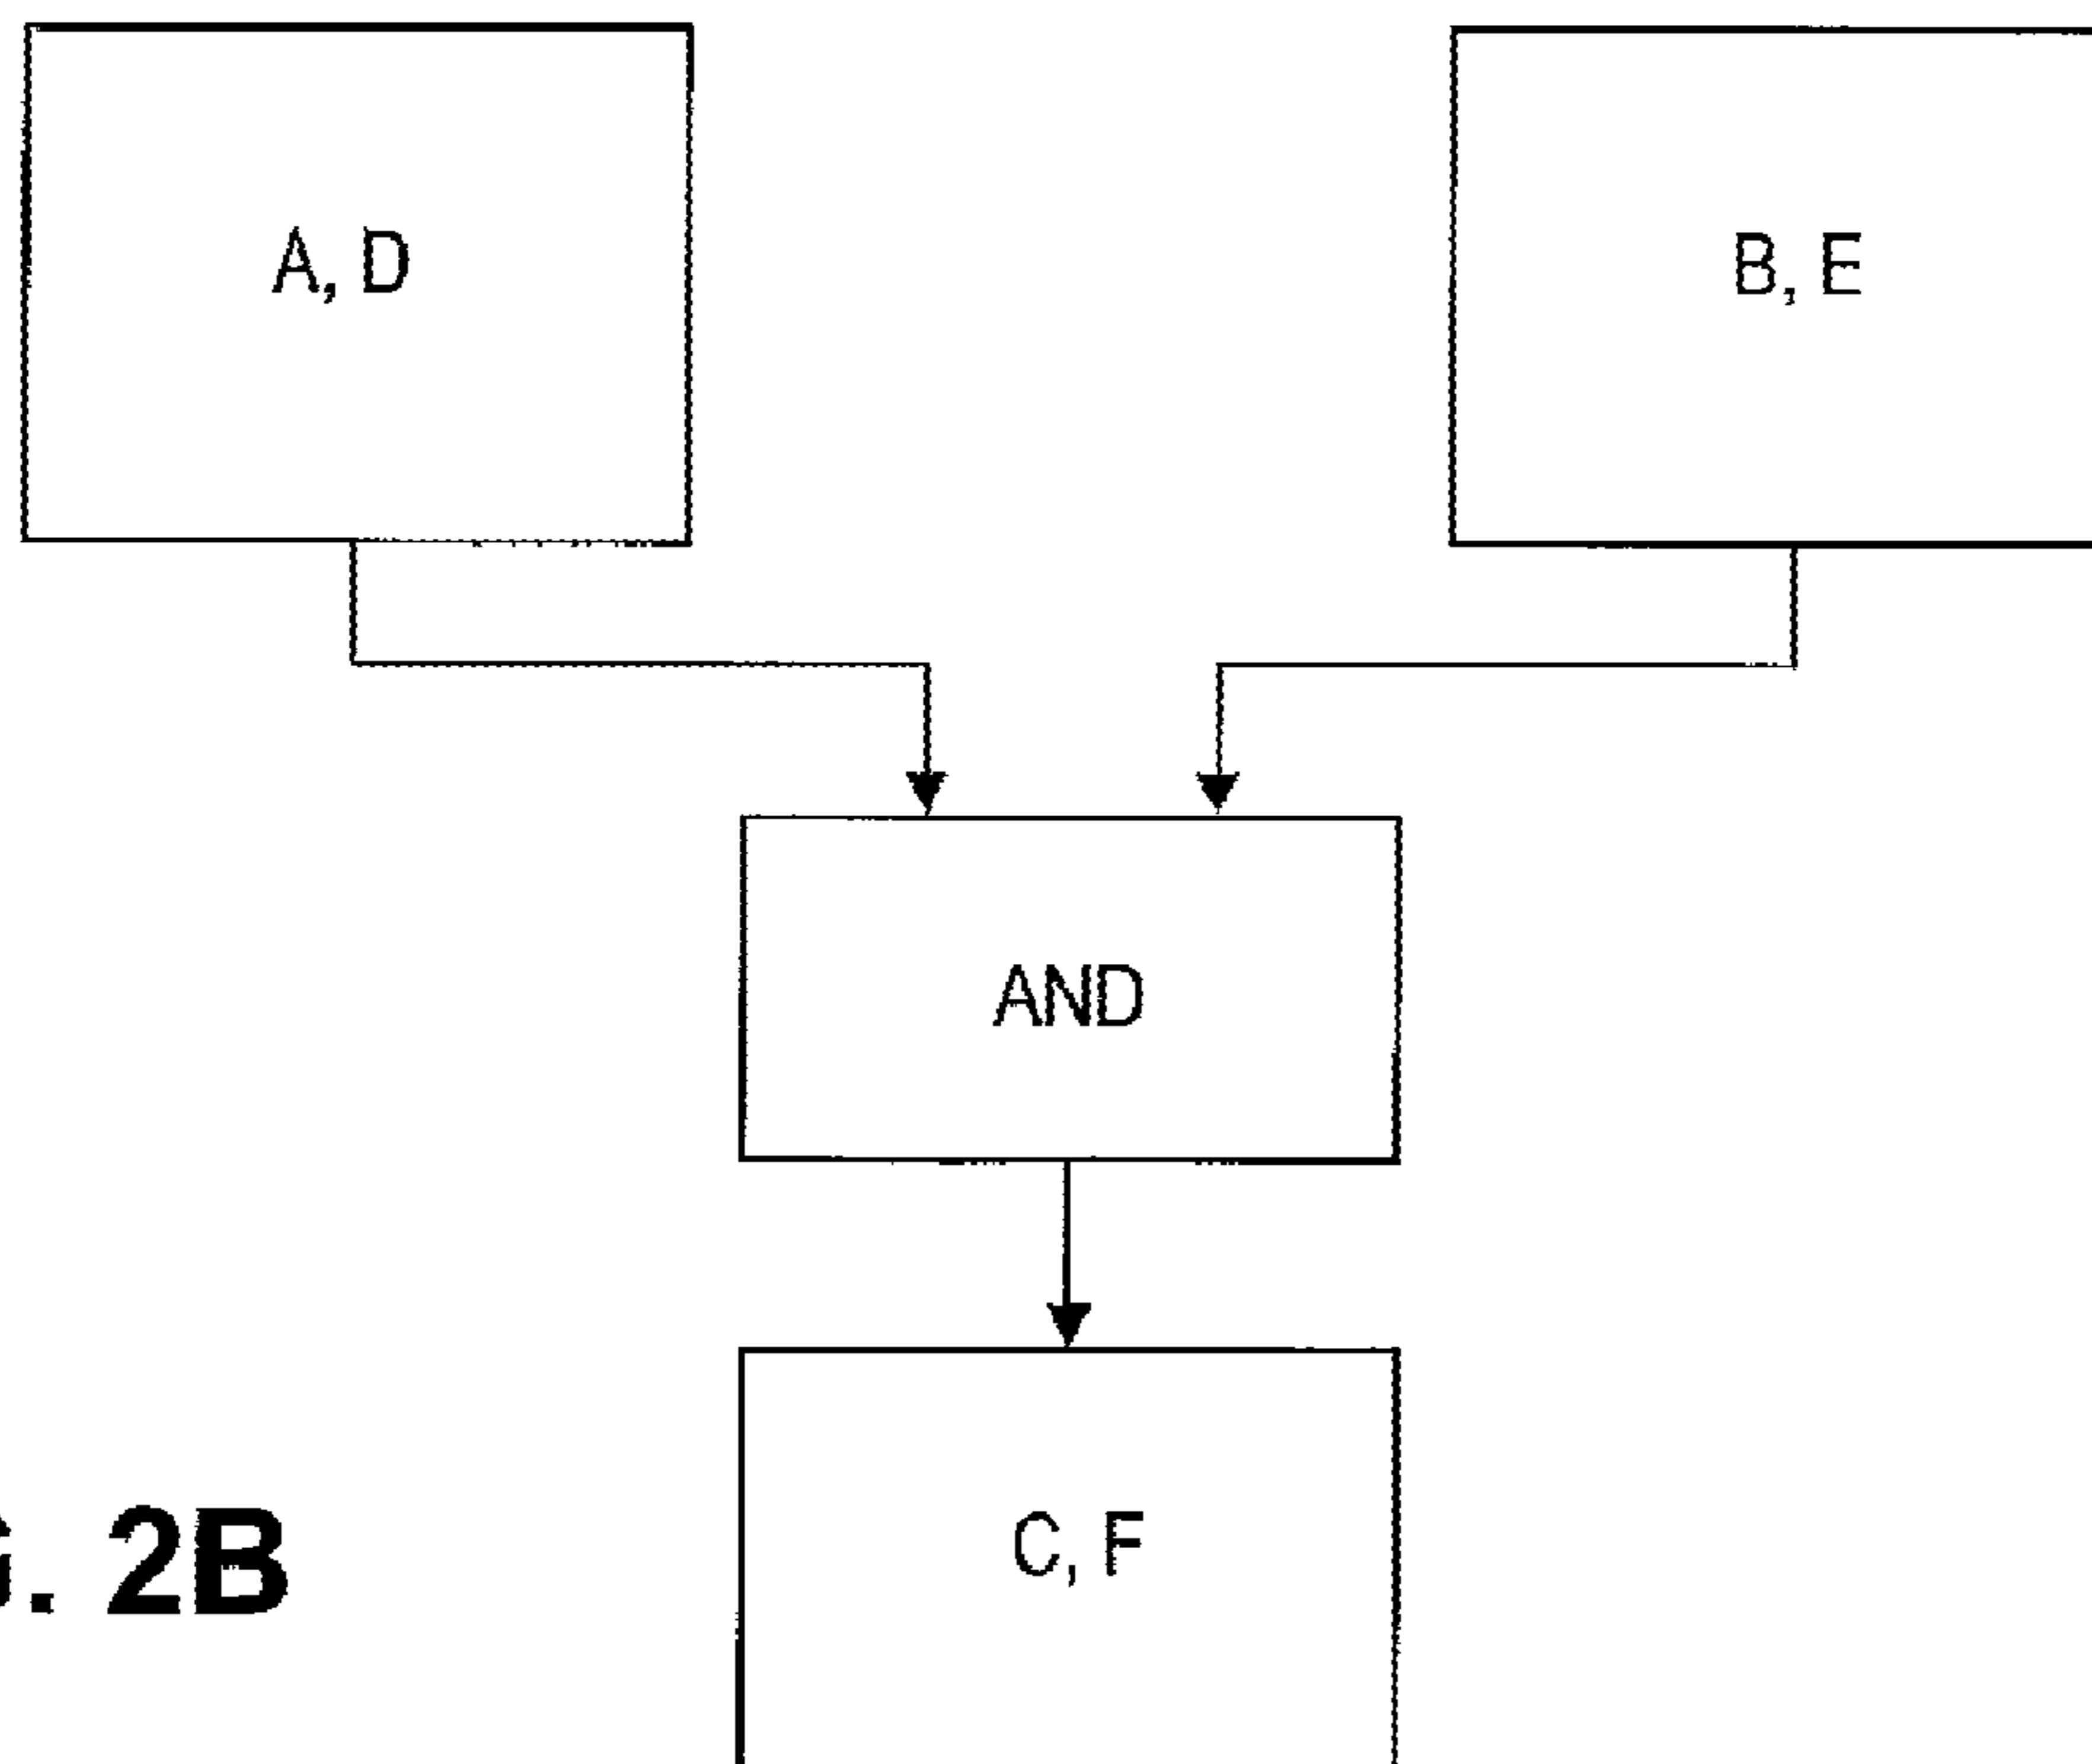 A, D
B, E
AND
C, F
. 2B